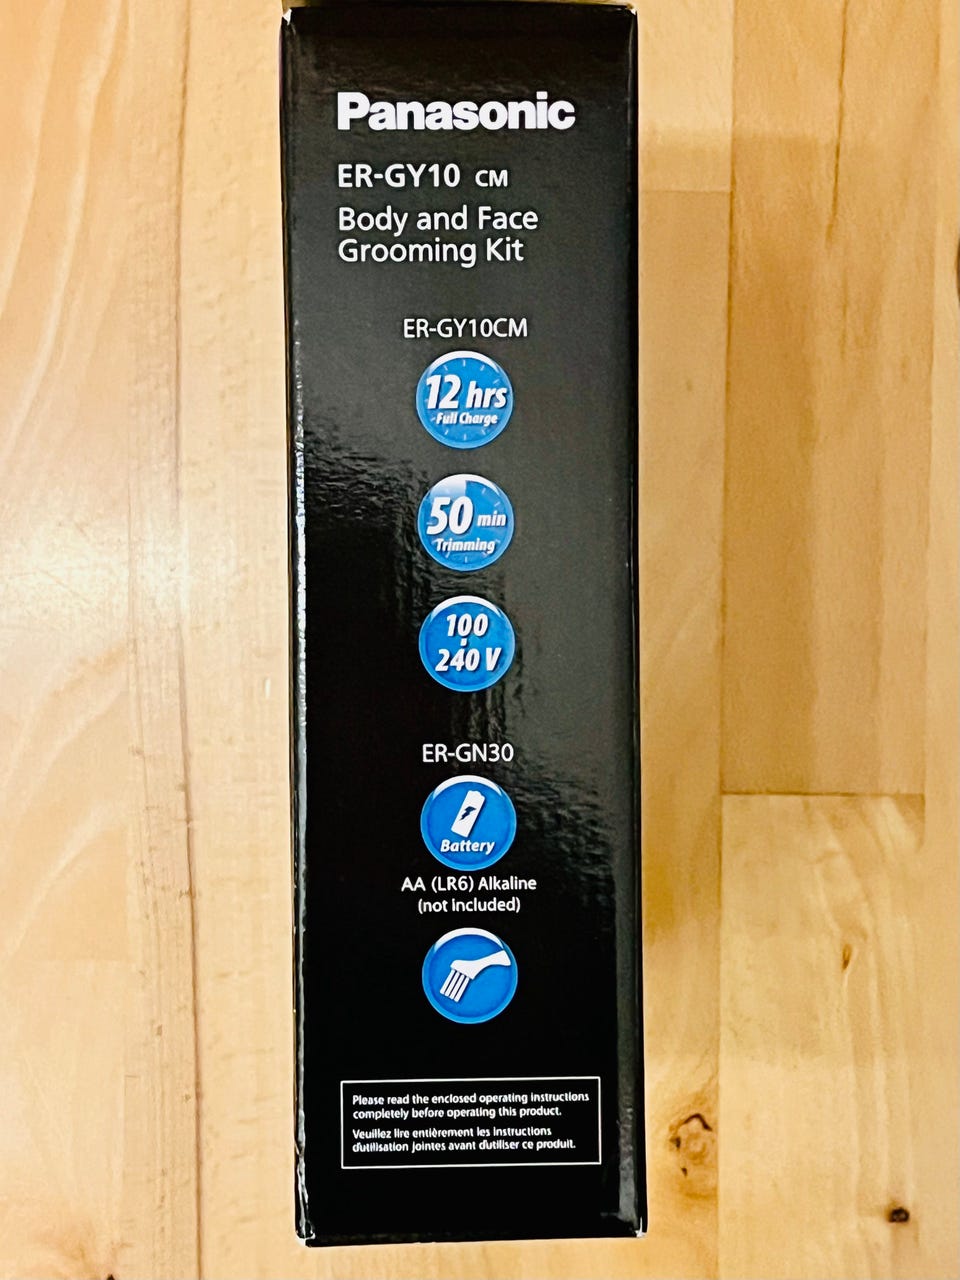 Panasonic
ER-GY10 CM
Body and Face
Grooming Kit
ER-GY10CM
12 hrs
Full Charge
50 min
Trimming
100
-
240 V
ER-GN30
Battery
AA (LR6) Alkaline
(not included)
Please read the enclosed operating instructions
completely before operating this product.
Veuillez lire entièrement les instructions
d'utilisation jointes avant d'utiliser ce produit.